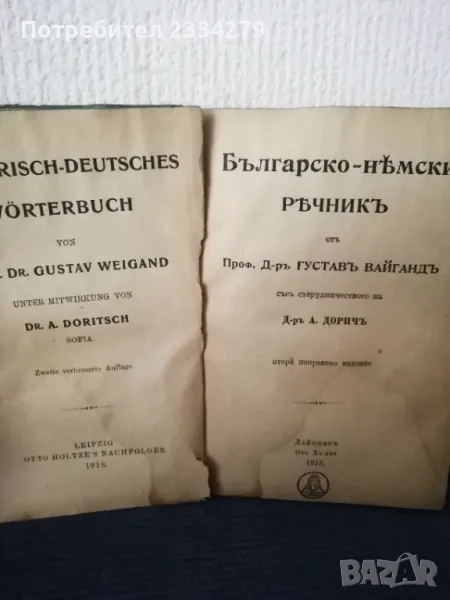 Потребител 2334279
RISCH-DEUTSCHES
WÖRTERBUCH
VON
DR. GUSTAV WEIGAND
UNTER MITWIRKUNG VON
DR. A. DORITSCH
SOFIA
Zweite verbesserte Auflage
LEIPZIG
OTTO HOLTZE'S NACHFOLGER
1918.
Българско-нѣмски
РѢЧНИКЪ
отъ
Проф. Д-ръ ГУСТАВЪ ВАЙГАНДЪ
съсъ сътрудничеството на
Д-ръ А. ДОРИЧЪ
второ поправено издание
Лайпцигъ
1918.
BAZAR